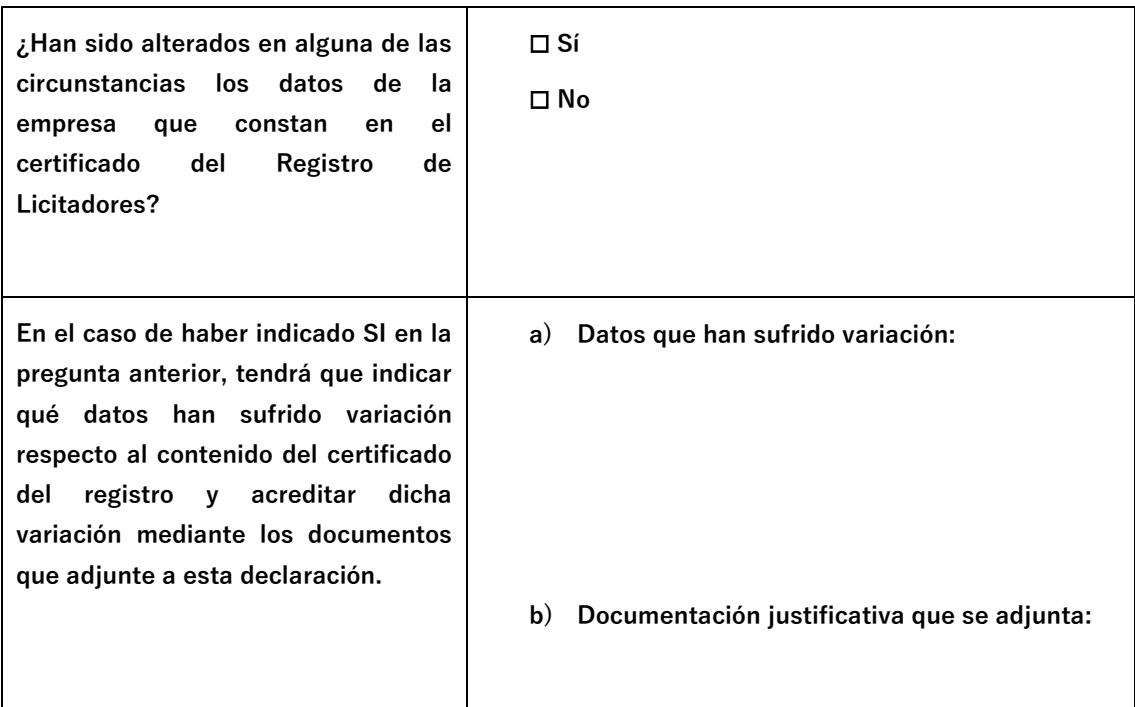 ¿Han sido alterados en alguna de las
circunstancias los datos de la
empresa que constan en el
certificado del Registro de
Licitadores?
☐ Sí
☐ No
En el caso de haber indicado SI en la
pregunta anterior, tendrá que indicar
qué datos han sufrido variación
respecto al contenido del certificado
del registro y acreditar dicha
variación mediante los documentos
que adjunte a esta declaración.
a) Datos que han sufrido variación:
b) Documentación justificativa que se adjunta: